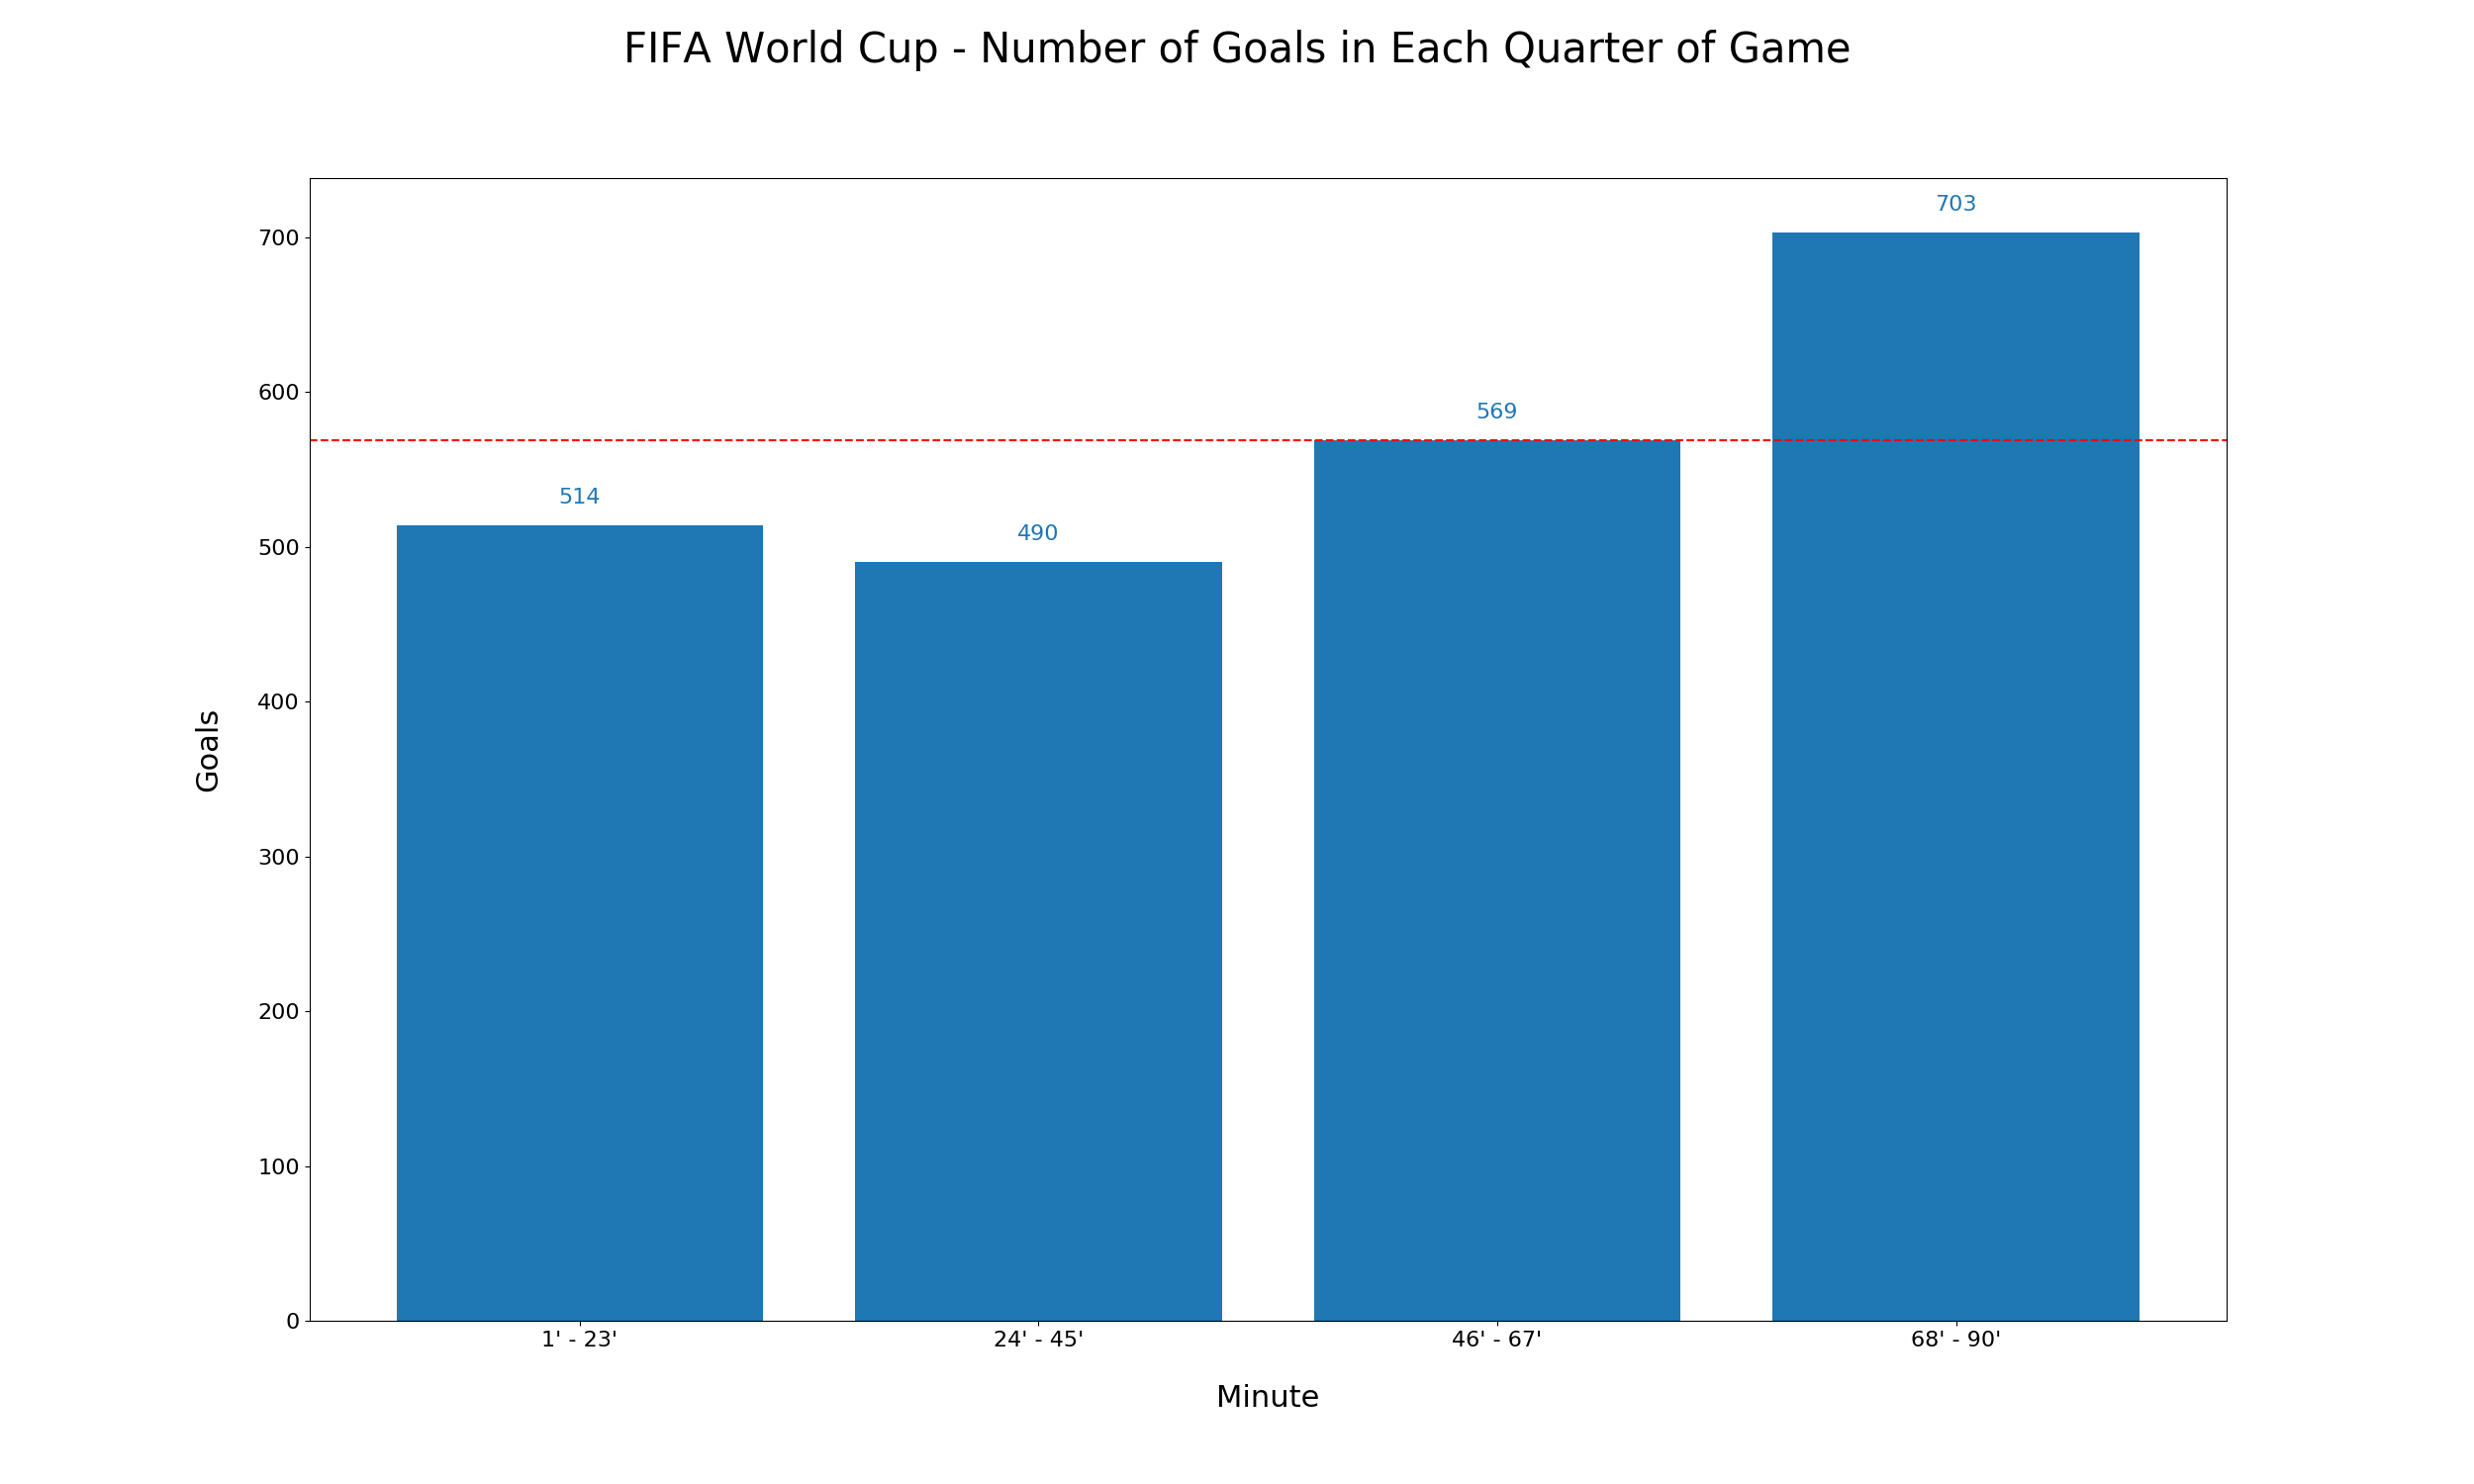 FIFA World Cup - Number of Goals in Each Quarter of Game
703
700
600
569
514
500
490
400
Goals
300
200
100
0
1' - 23'
24' - 45'
46' - 67'
68' - 90'
Minute